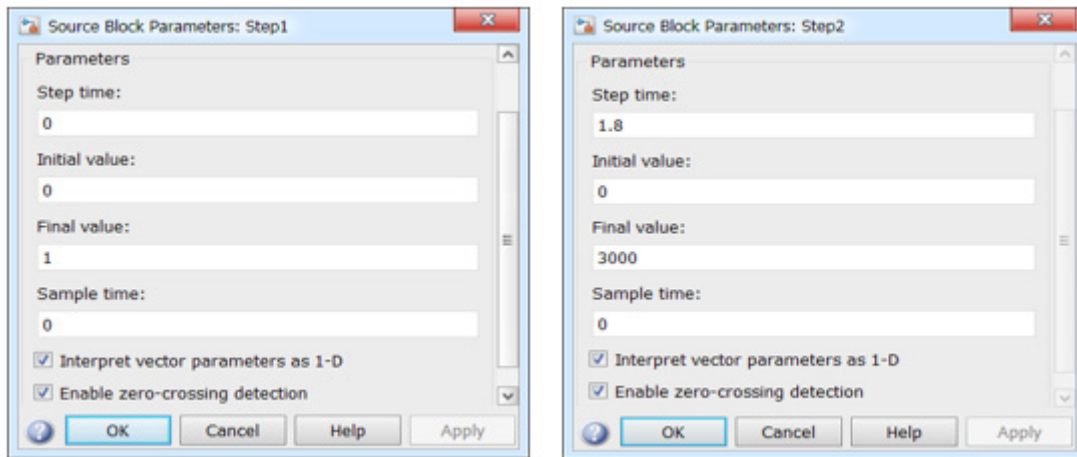 Source Block Parameters: Step1
Parameters
Step time:
0
Initial value:
0
Final value:
1
Sample time:
0
Interpret vector parameters as 1-D
Enable zero-crossing detection
OK
Cancel
Help
Apply
Source Block Parameters: Step2
Parameters
Step time:
1.8
Initial value:
0
Final value:
3000
Sample time:
0
Interpret vector parameters as 1-D
Enable zero-crossing detection
OK
Cancel
Help
Apply